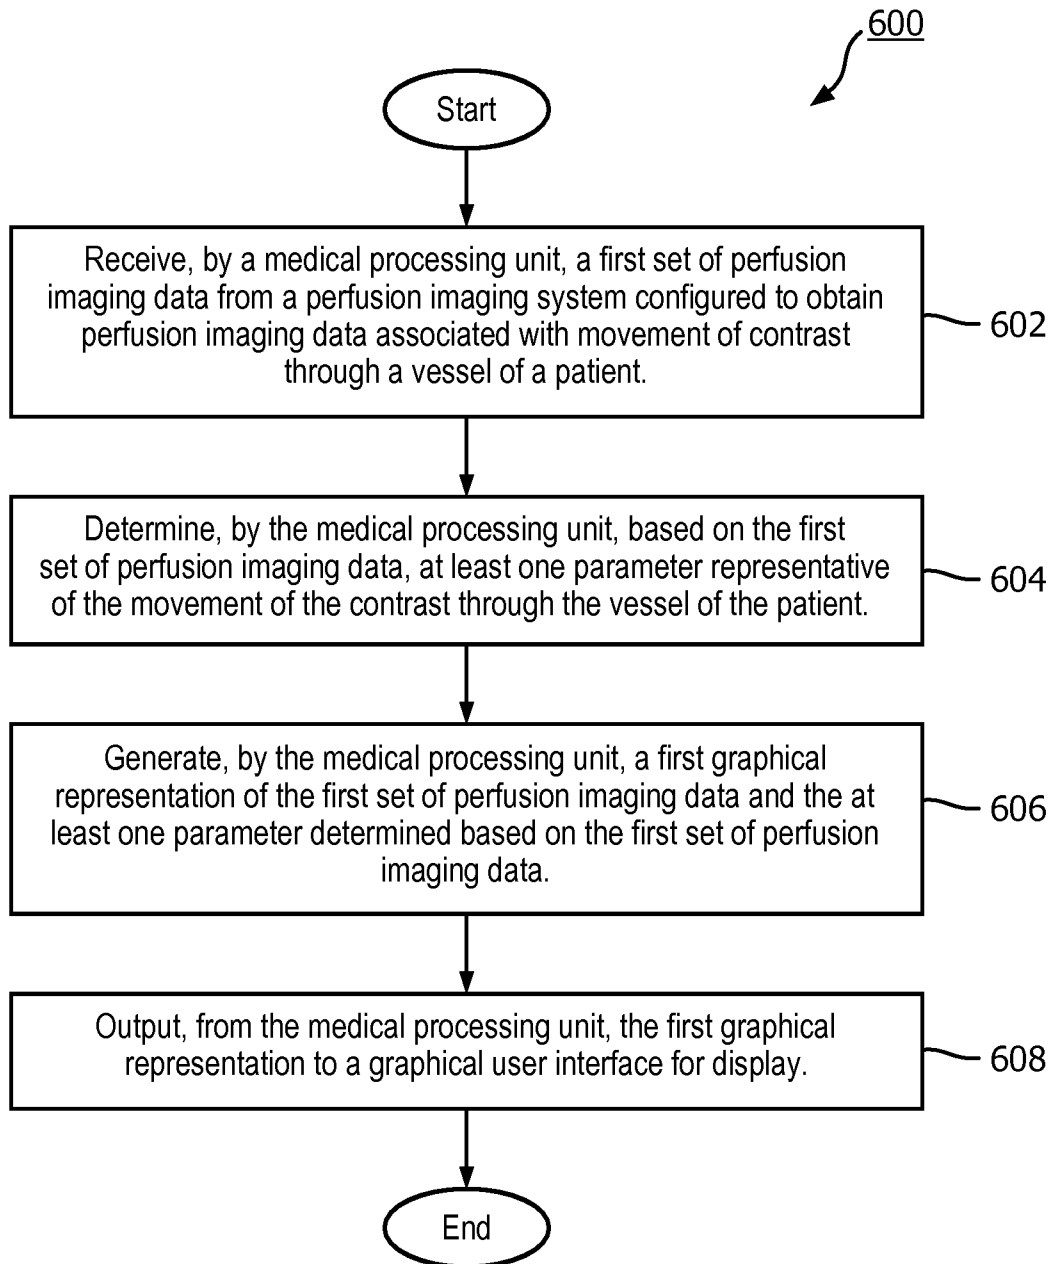 600
Start
Receive, by a medical processing unit, a first set of perfusion
imaging data from a perfusion imaging system configured to obtain
perfusion imaging data associated with movement of contrast
through a vessel of a patient.
602
Determine, by the medical processing unit, based on the first
set of perfusion imaging data, at least one parameter representative
of the movement of the contrast through the vessel of the patient.
604
Generate, by the medical processing unit, a first graphical
representation of the first set of perfusion imaging data and the at
least one parameter determined based on the first set of perfusion
imaging data.
606
Output, from the medical processing unit, the first graphical
representation to a graphical user interface for display.
608
End